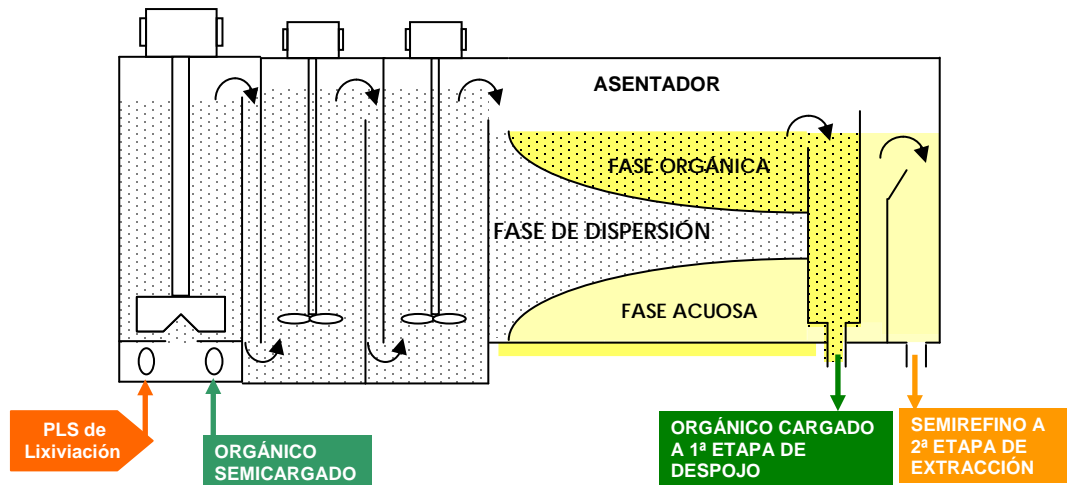 ASENTADOR
FASE ORGÁNICA
FASE DE DISPERSIÓN
FASE ACUOSA
PLS de
Lixiviación
ORGÁNICO
SEMICARGADO
ORGÁNICO CARGADO
A 1ª ETAPA DE
DESPOJO
SEMIREFINO A
2ª ETAPA DE
EXTRACCIÓN